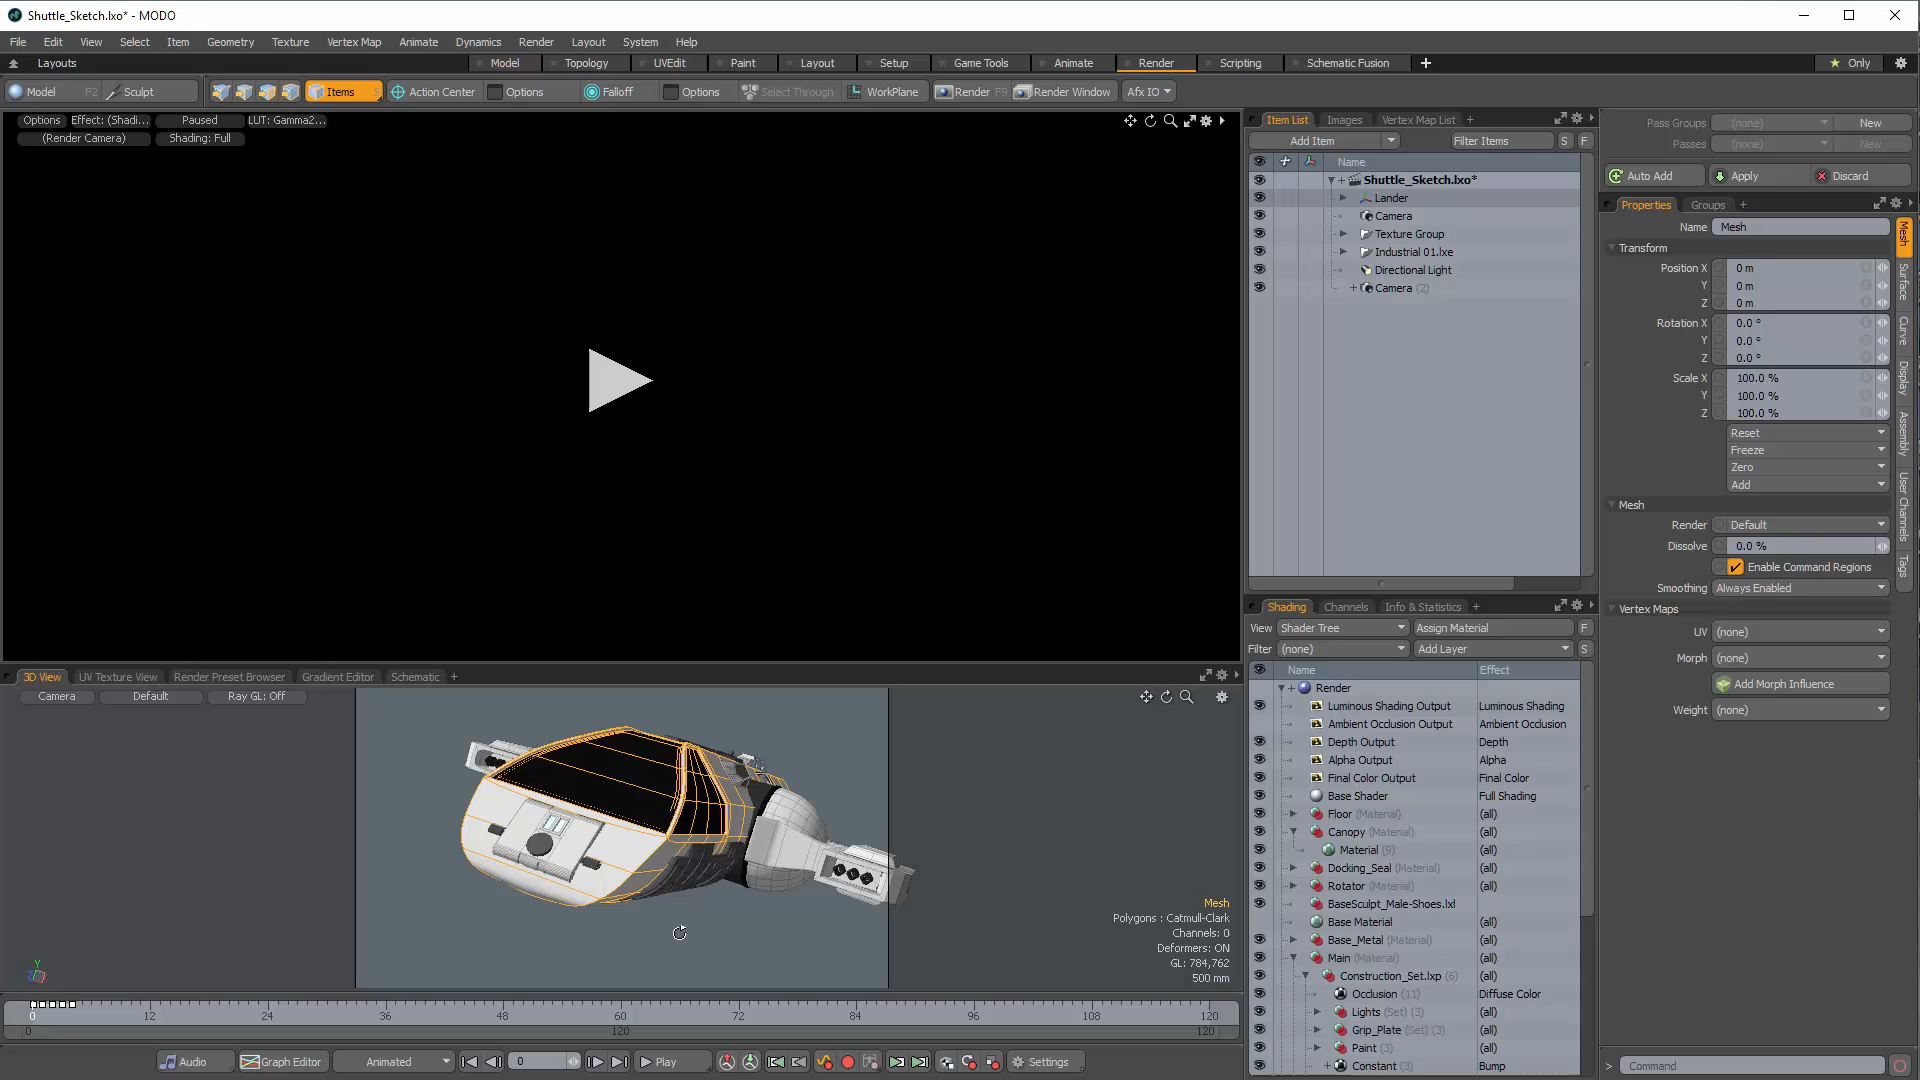 Shuttle_Sketch.lxo* - MODO
File Edit View Select Item Geometry Texture Vertex Map Animate Dynamics Render Layout System Help
Layouts Model Topology UVEdit Paint Layout Setup Game Tools Animate Render Scripting Schematic Fusion + Only
Model F2 Sculpt Items 5 Action Center Options Falloff Options Select Through WorkPlane Render F9 Render Window Afx IO
Options Effect: (Shadi... Paused LUT: Gamma2...
(Render Camera) Shading: Full
Item List Images Vertex Map List +
Add Item Filter Items S F
Name
Shuttle_Sketch.lxo*
Lander
Camera
Texture Group
Industrial 01.lxe
Directional Light
Camera (2)
Pass Groups (none) New
Passes (none) New
Auto Add Apply Discard
Properties Groups +
Name Mesh
Transform
Position X 0 m
Y 0 m
Z 0 m
Rotation X 0.0 °
Y 0.0 °
Z 0.0 °
Scale X 100.0 %
Y 100.0 %
Z 100.0 %
Reset
Freeze
Zero
Add
Mesh
Render Default
Dissolve 0.0 %
Enable Command Regions
Smoothing Always Enabled
Vertex Maps
UV (none)
Morph (none)
Add Morph Influence
Weight (none)
Mesh
Surface
Curve
Display
Assembly
User Channels
Tags
Shading Channels Info & Statistics +
View Shader Tree Assign Material F
Filter (none) Add Layer S
Name Effect
Render
Luminous Shading Output Luminous Shading
Ambient Occlusion Output Ambient Occlusion
Depth Output Depth
Alpha Output Alpha
Final Color Output Final Color
Base Shader Full Shading
Floor (Material) (all)
Canopy (Material) (all)
Material (9) (all)
Docking_Seal (Material) (all)
Rotator (Material) (all)
BaseSculpt_Male-Shoes.lxl
Base Material (all)
Base_Metal (Material) (all)
Main (Material) (all)
Construction_Set.lxp (6) (all)
Occlusion (11) Diffuse Color
Lights (Set) (3) (all)
Grip_Plate (Set) (3) (all)
Paint (3) (all)
Constant (3) Bump
3D View UV Texture View Render Preset Browser Gradient Editor Schematic +
Camera Default Ray GL: Off
Mesh
Polygons : Catmull-Clark
Channels: 0
Deformers: ON
GL: 784,762
500 mm
Y
0 12 24 36 48 60 72 84 96 108 120
0 120 120
Audio Graph Editor Animated 0 Play Settings
> Command